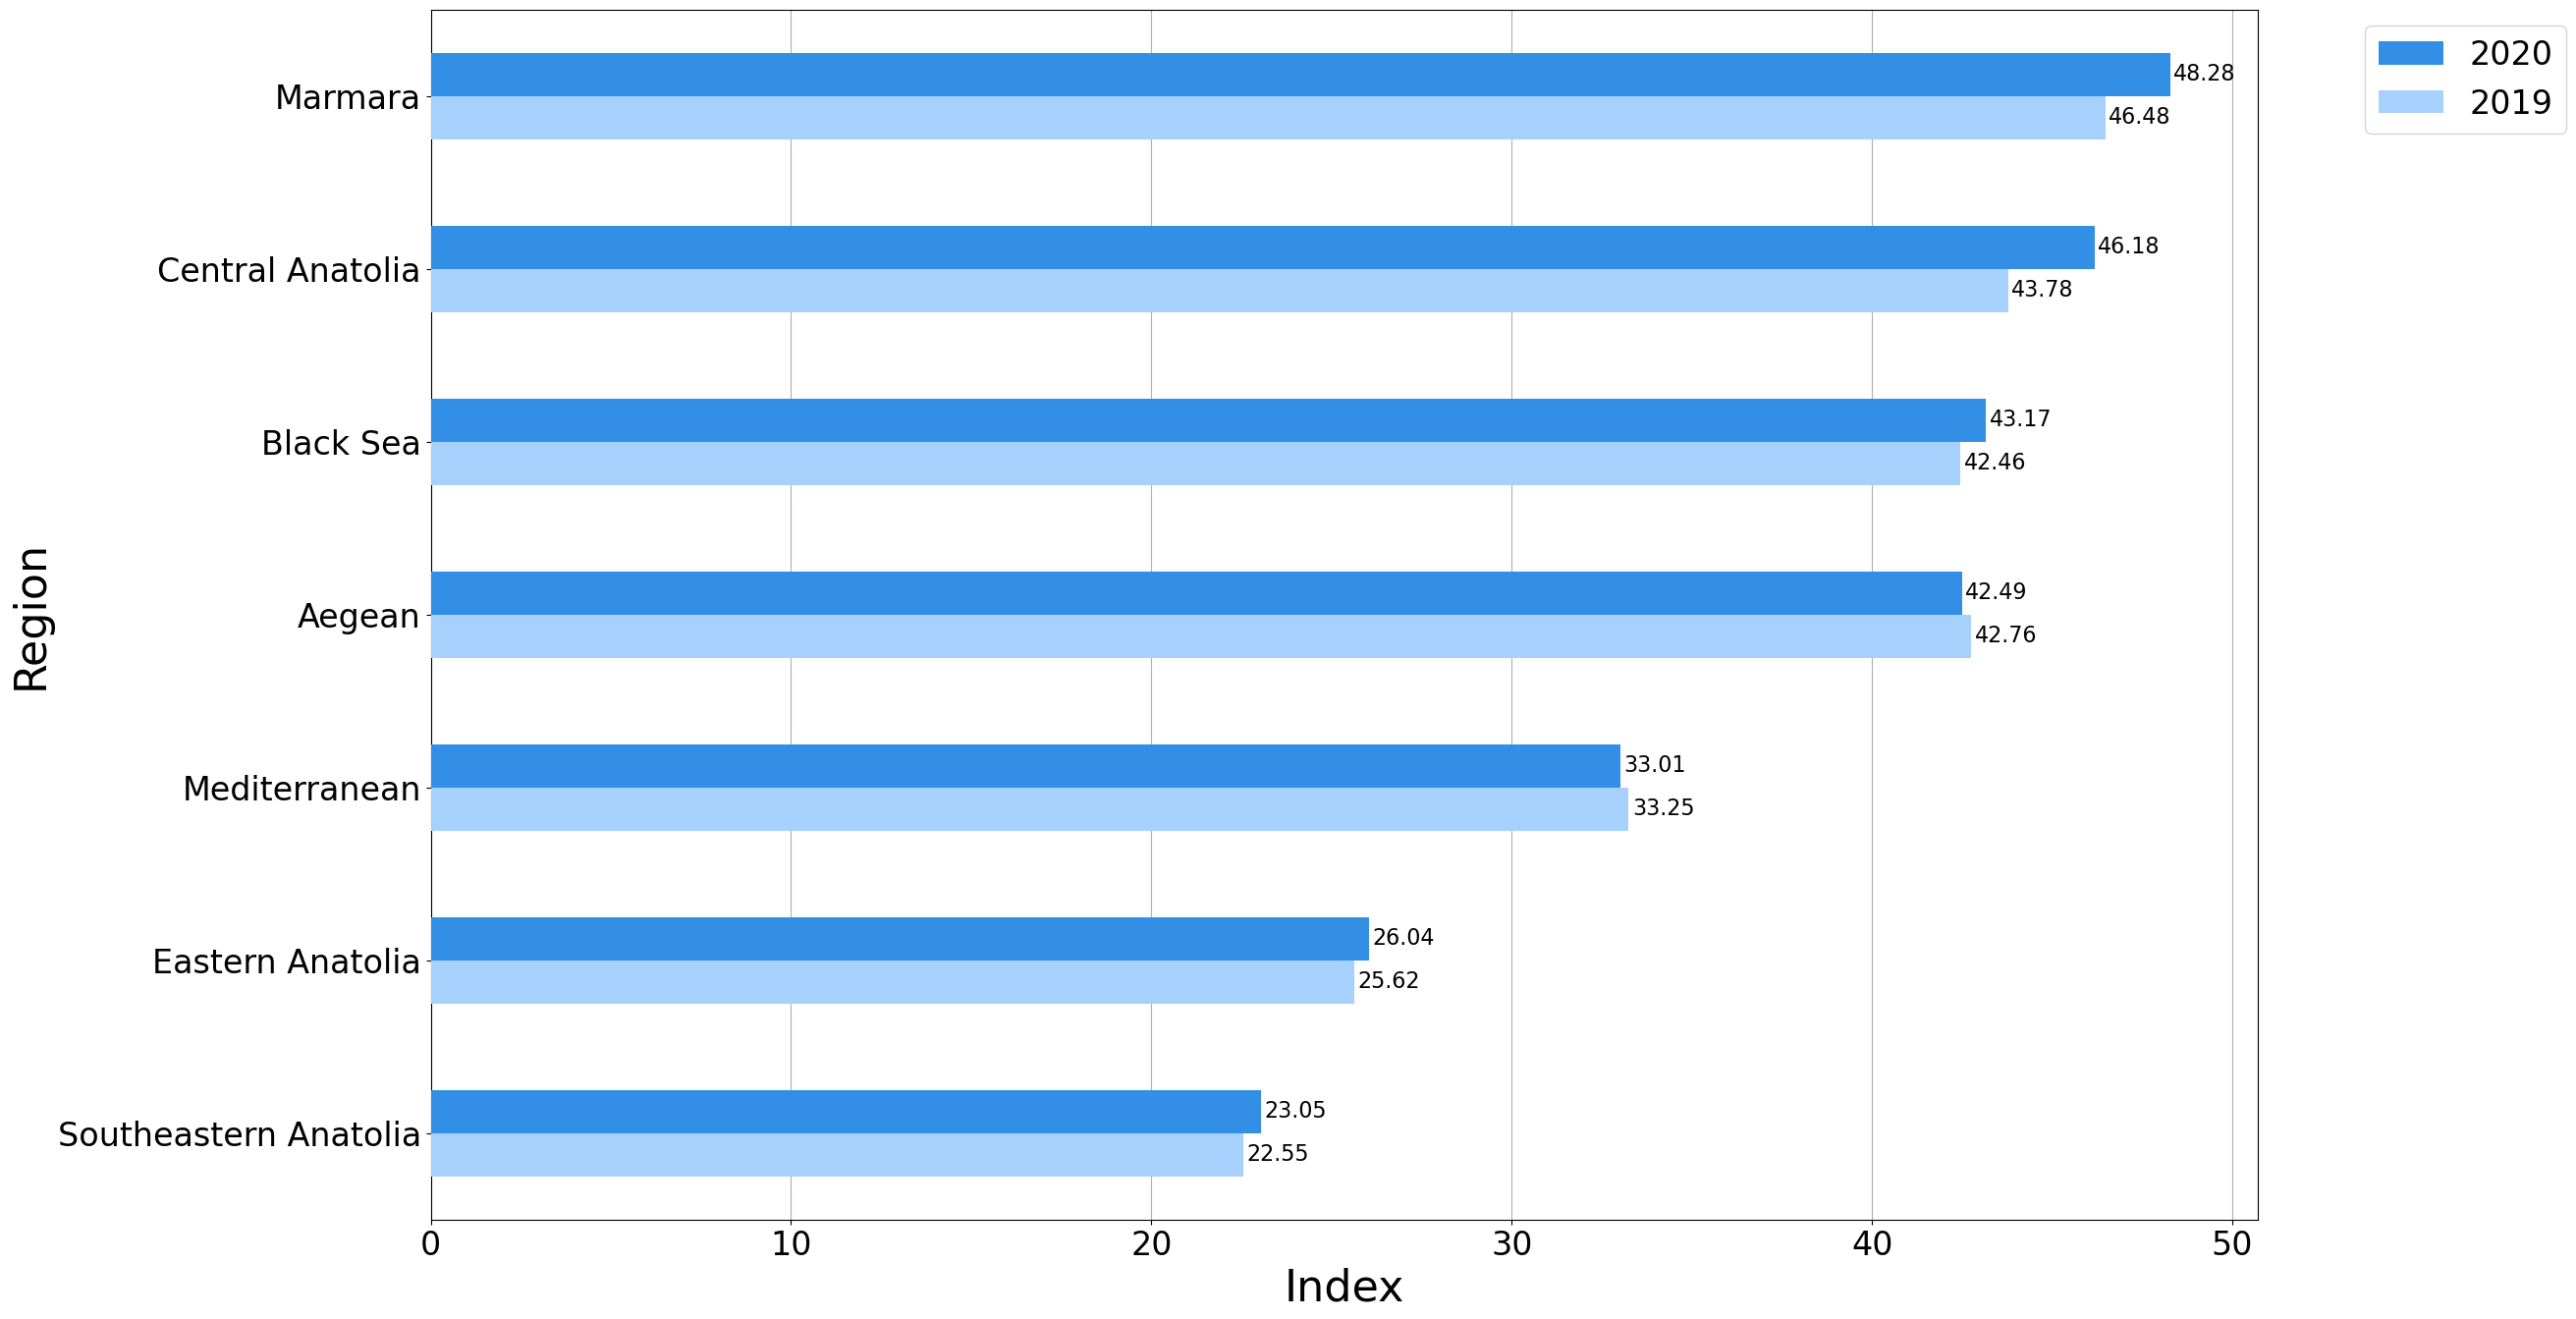 2020
2019
Region
Marmara
48.28
46.48
Central Anatolia
46.18
43.78
Black Sea
43.17
42.46
Aegean
42.49
42.76
Mediterranean
33.01
33.25
Eastern Anatolia
26.04
25.62
Southeastern Anatolia
23.05
22.55
0 10 20 30 40 50
Index